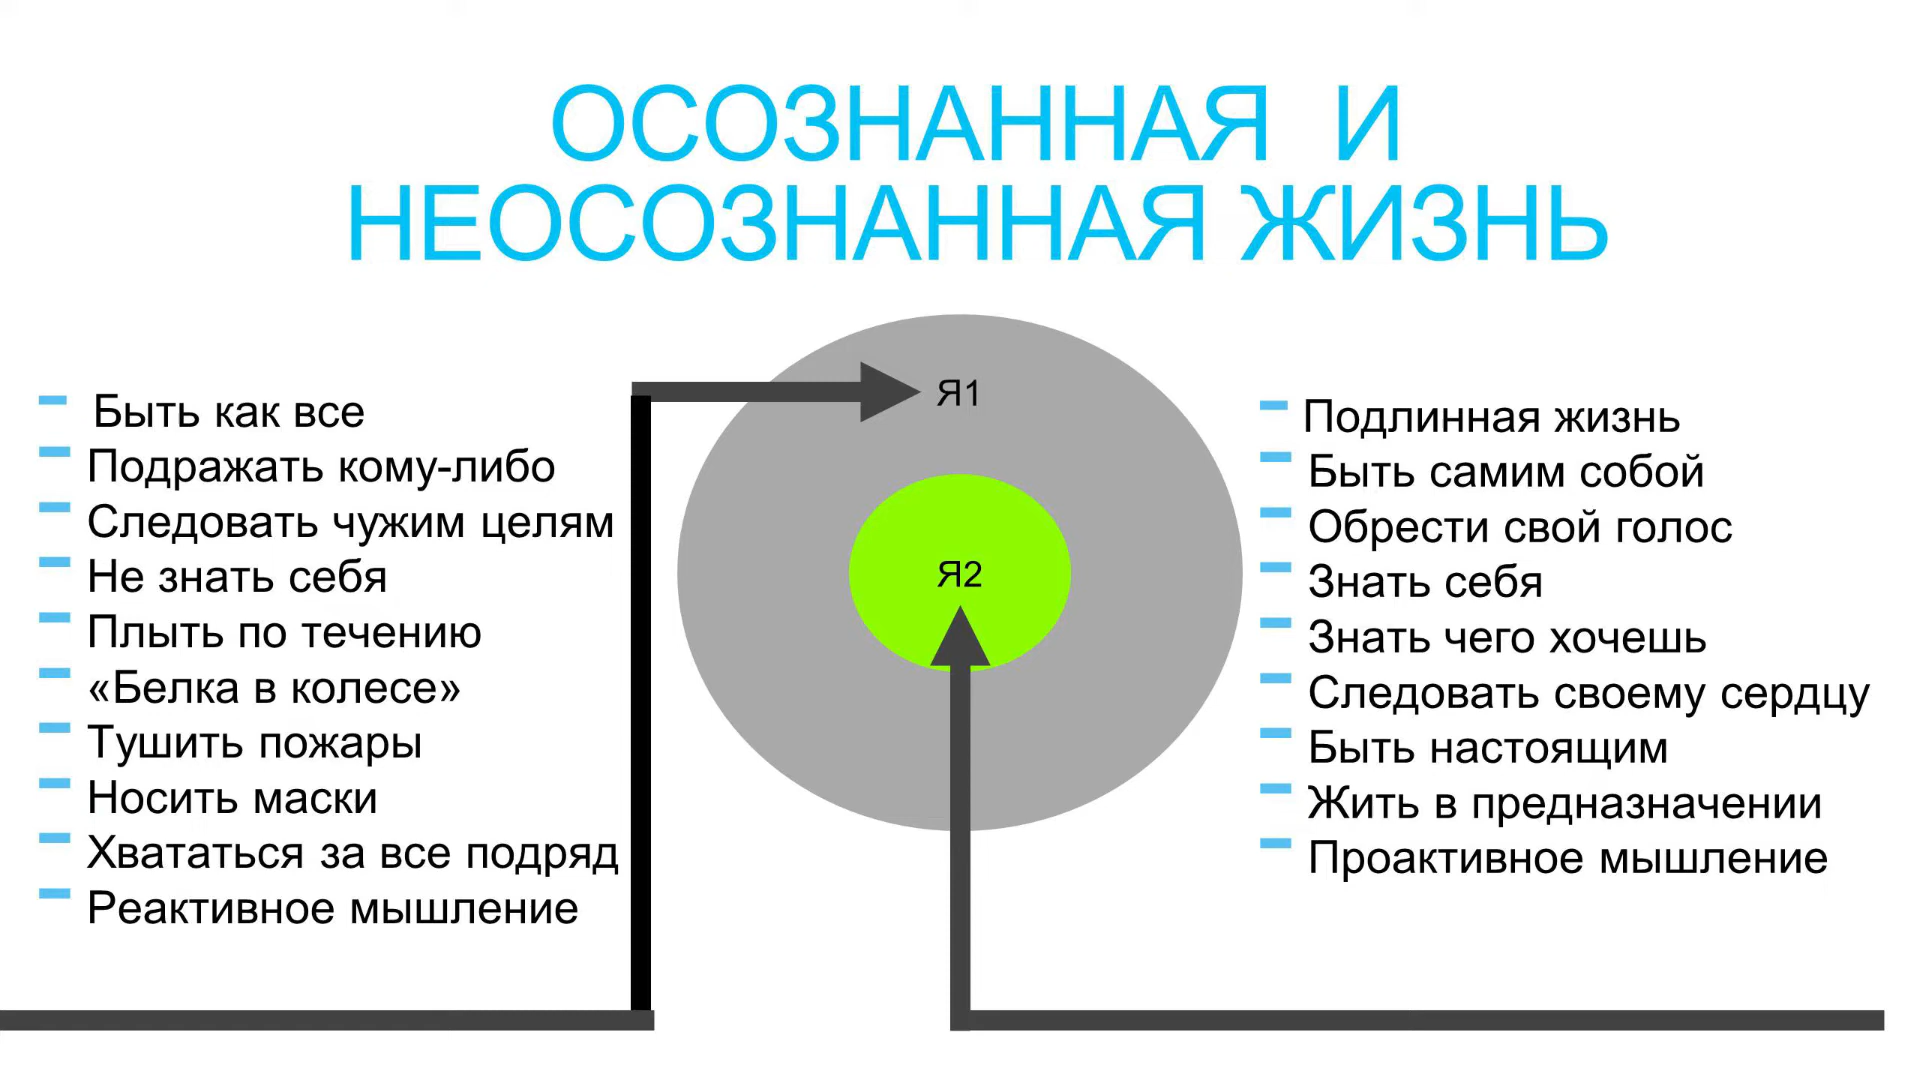 ОСОЗНАННАЯ И
НЕОСОЗНАННАЯ ЖИЗНЬ
Быть как все
Подражать кому-либо
Следовать чужим целям
Не знать себя
Плыть по течению
«Белка в колесе»
Тушить пожары
Носить маски
Хвататься за все подряд
Реактивное мышление
Я1
Я2
Подлинная жизнь
Быть самим собой
Обрести свой голос
Знать себя
Знать чего хочешь
Следовать своему сердцу
Быть настоящим
Жить в предназначении
Проактивное мышление